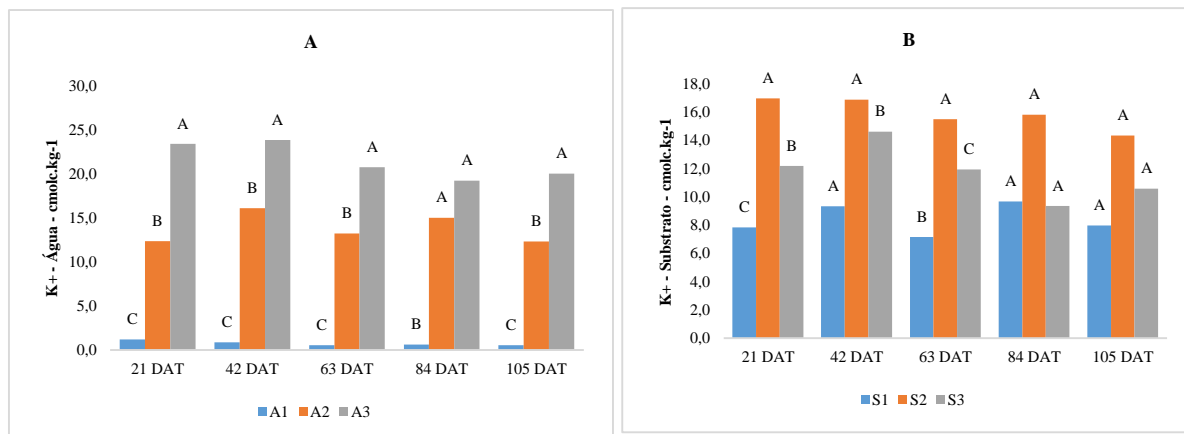 A
K+ - Água - cmolc.kg-1
30,0
25,0
20,0
15,0
10,0
5,0
0,0
C B A
C B A
C B A
B A A
C B A
21 DAT 42 DAT 63 DAT 84 DAT 105 DAT
A1 A2 A3
B
K+ - Substrato - cmolc.kg-1
18,0
16,0
14,0
12,0
10,0
8,0
6,0
4,0
2,0
0,0
C A B
A A B
B A C
A A A
A A A
21 DAT 42 DAT 63 DAT 84 DAT 105 DAT
S1 S2 S3